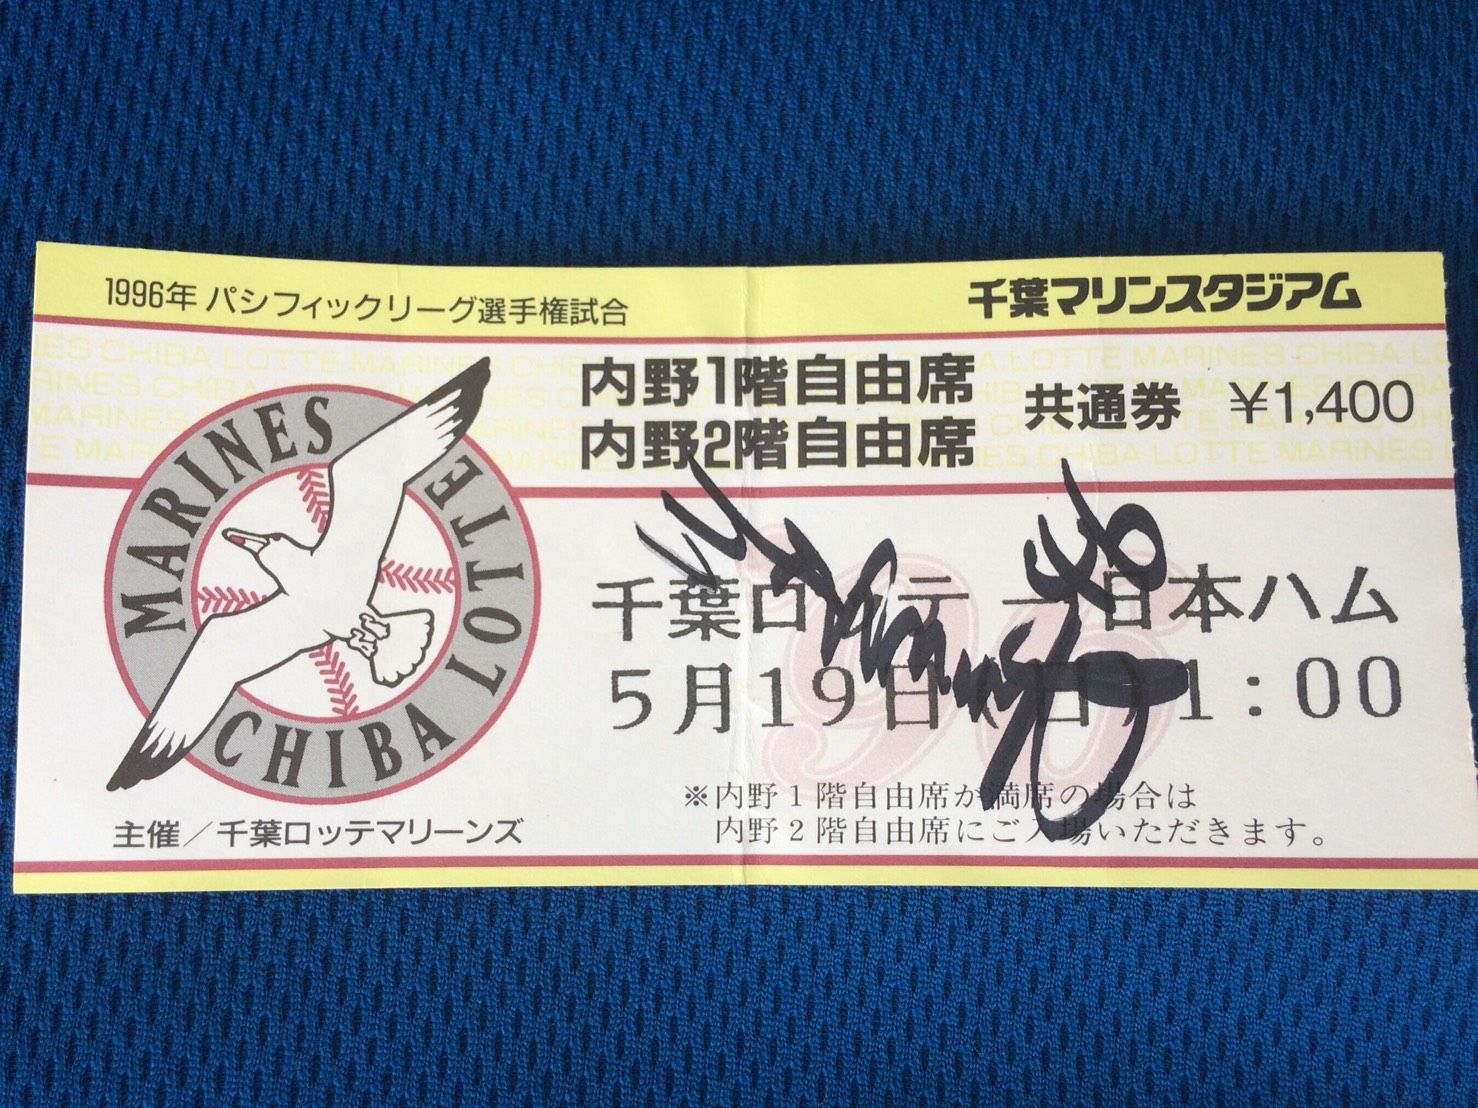 1996年 パシフィックリーグ選手権試合
千葉マリンスタジアム
内野1階自由席
内野2階自由席
共通券 ¥1,400
MARINES
CHIBA LOTTE
千葉ロッテ ー 日本ハム
5月19日(日)1:00
※内野1階自由席が満席の場合は
内野2階自由席にご入場いただきます。
主催/千葉ロッテマリーンズ